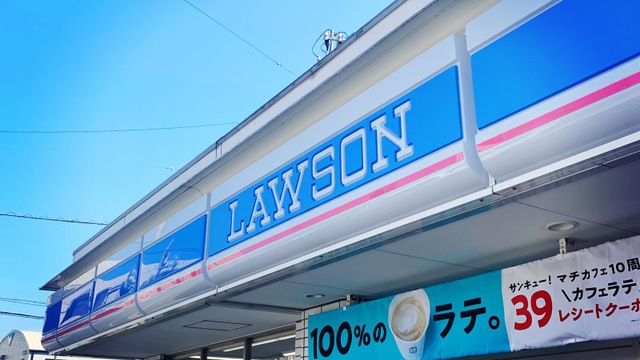 LAWSON
100%の ラテ。
サンキュー! マチカフェ10周
39 \カフェラテ
レシートクーポ